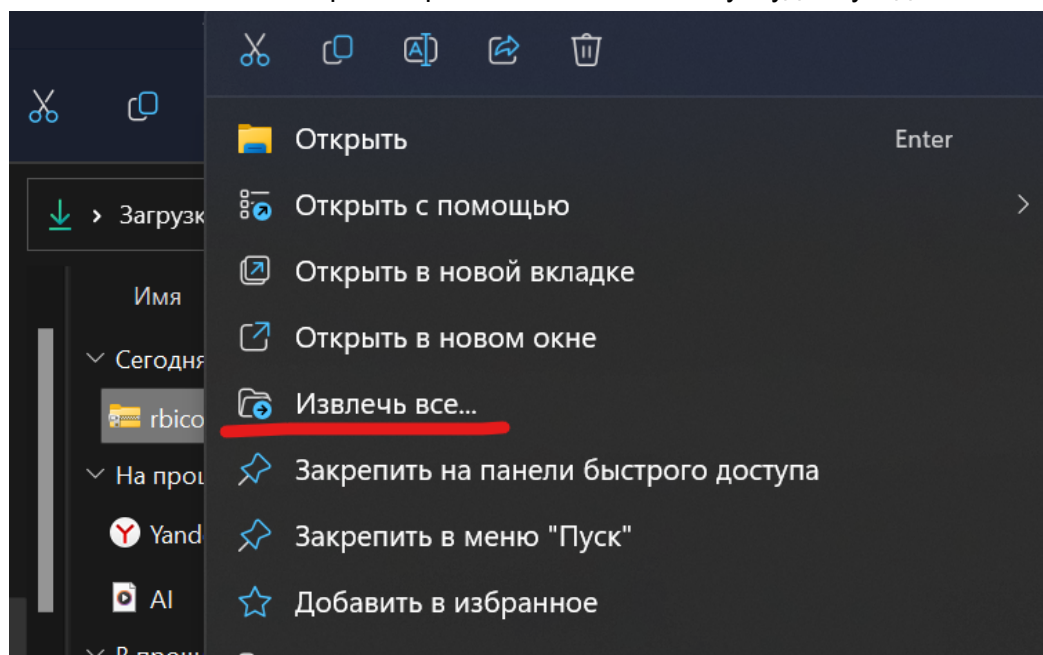 Открыть Enter
Открыть с помощью
Загрузк
Открыть в новой вкладке
Имя
Открыть в новом окне
Сегодня
Извлечь все...
rbico
Закрепить на панели быстрого доступа
На прош
Закрепить в меню "Пуск"
Yand
Добавить в избранное
AI